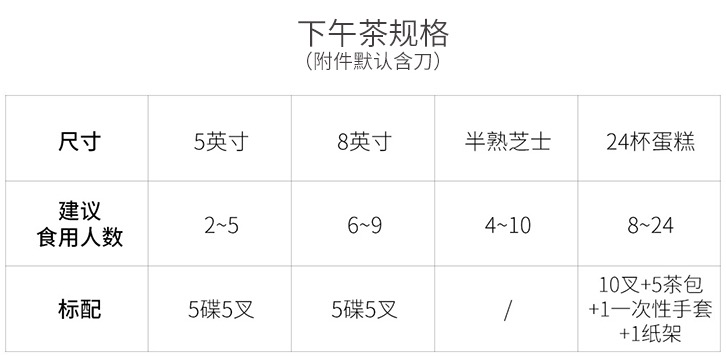 下午茶规格
（附件默认含刀）
尺寸 5英寸 8英寸 半熟芝士 24杯蛋糕
建议
食用人数 2~5 6~9 4~10 8~24
标配 5碟5叉 5碟5叉 / 10叉+5茶包
+1一次性手套
+1纸架